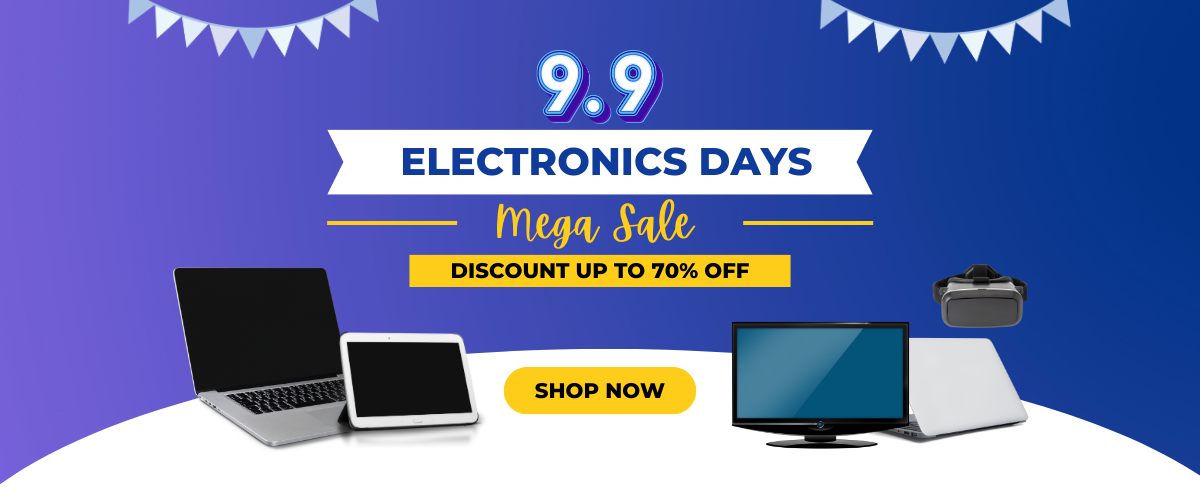 9.9
ELECTRONICS DAYS
Mega Sale
DISCOUNT UP TO 70% OFF
SHOP NOW